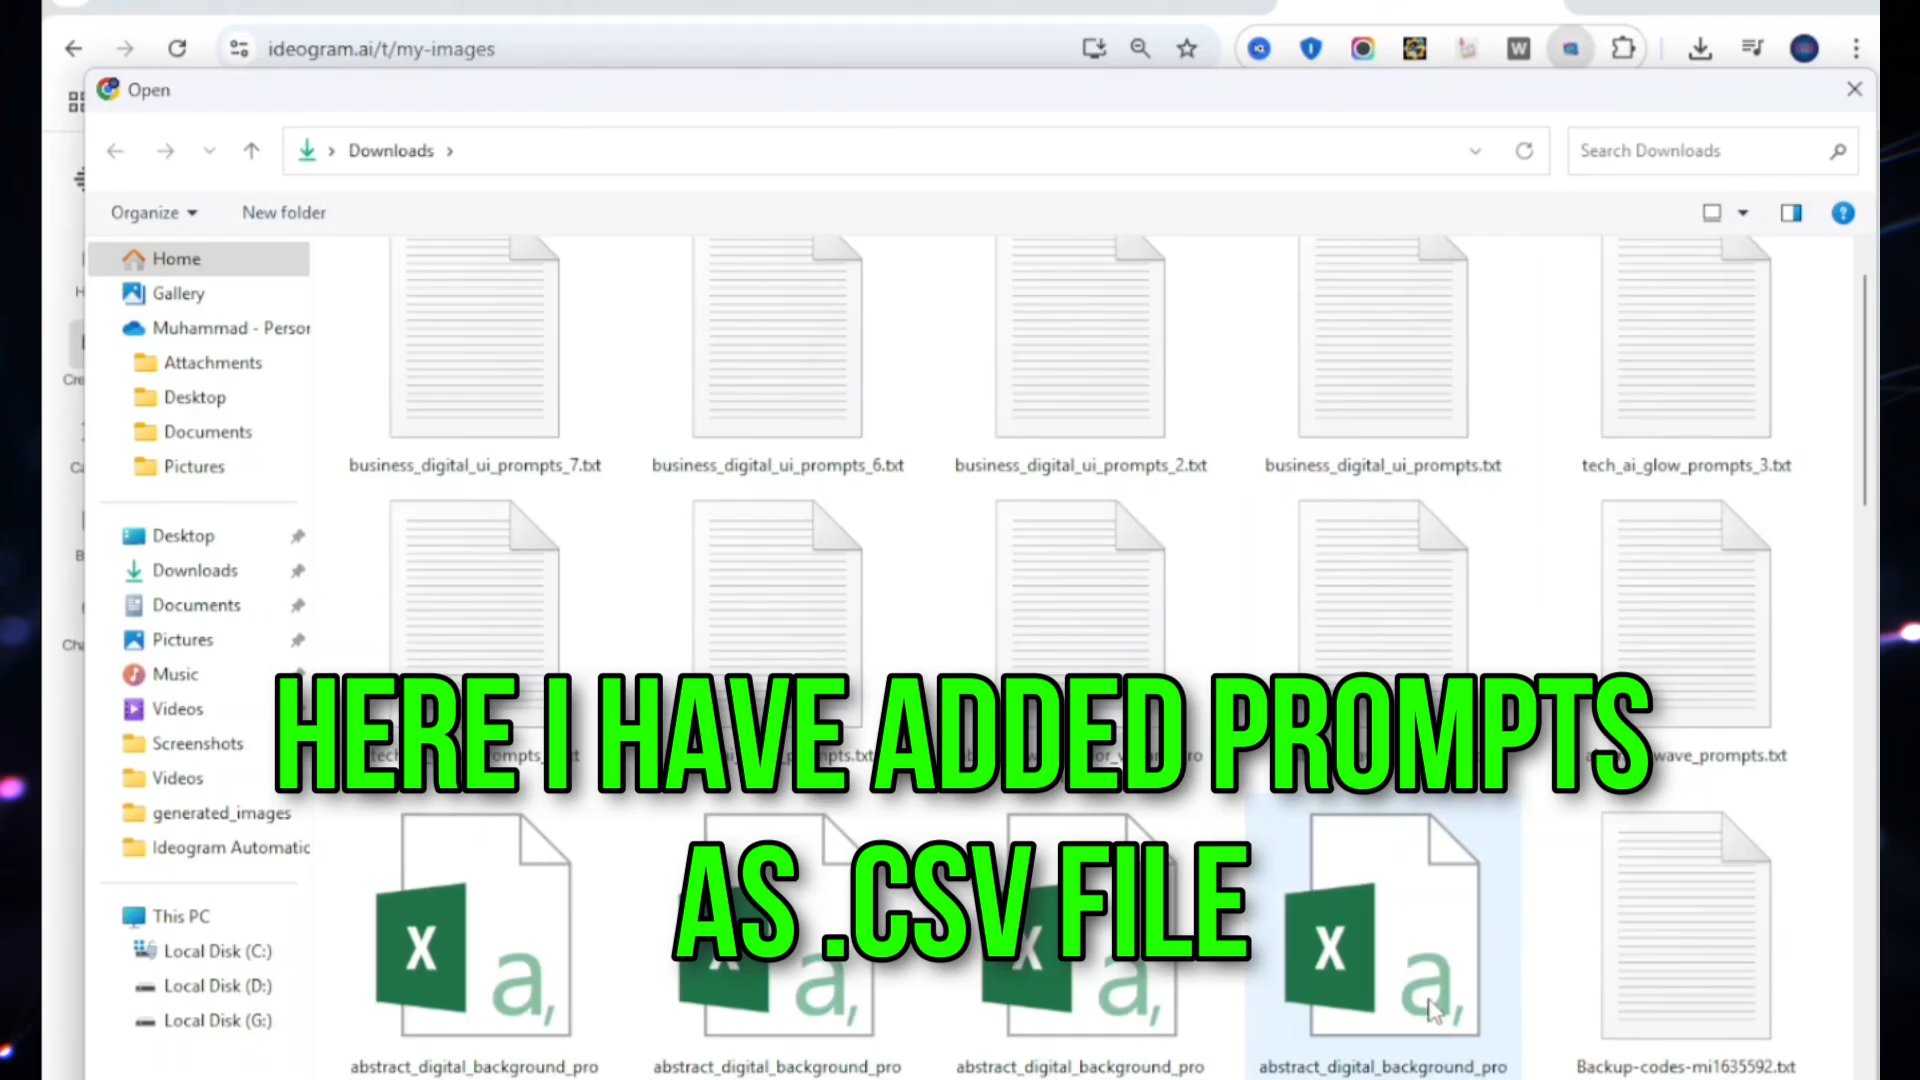 ideogram.ai/t/my-images
Open
Downloads
Search Downloads
Organize
New folder
Home
Gallery
Muhammad - Person
Attachments
Desktop
Documents
Pictures
Desktop
Downloads
Documents
Pictures
Music
Videos
Screenshots
Videos
generated_images
Ideogram Automatic
This PC
Local Disk (C:)
Local Disk (D:)
Local Disk (G:)
business_digital_ui_prompts_7.txt
business_digital_ui_prompts_6.txt
business_digital_ui_prompts_2.txt
business_digital_ui_prompts.txt
tech_ai_glow_prompts_3.txt
wave_prompts.txt
HERE I HAVE ADDED PROMPTS
AS .CSV FILE
abstract_digital_background_pro
abstract_digital_background_pro
abstract_digital_background_pro
abstract_digital_background_pro
Backup-codes-mi1635592.txt